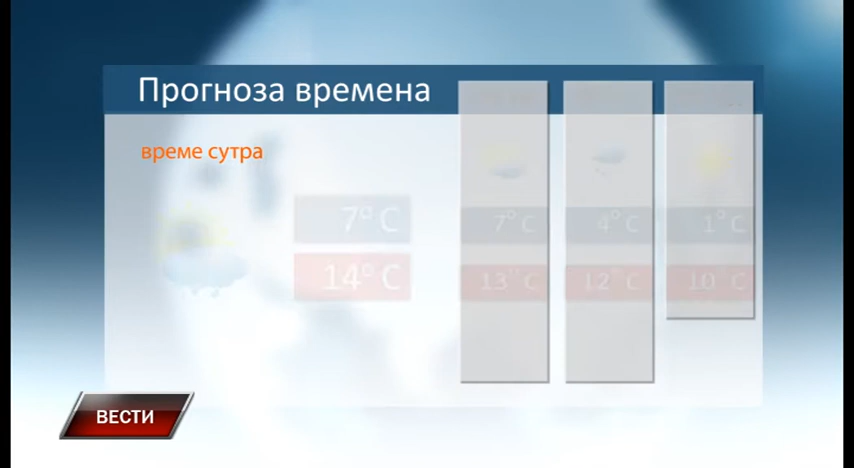 Прогноза времена
време сутра
7° C
14° C
7° C
13° C
4° C
12° C
1° C
10° C
ВЕСТИ